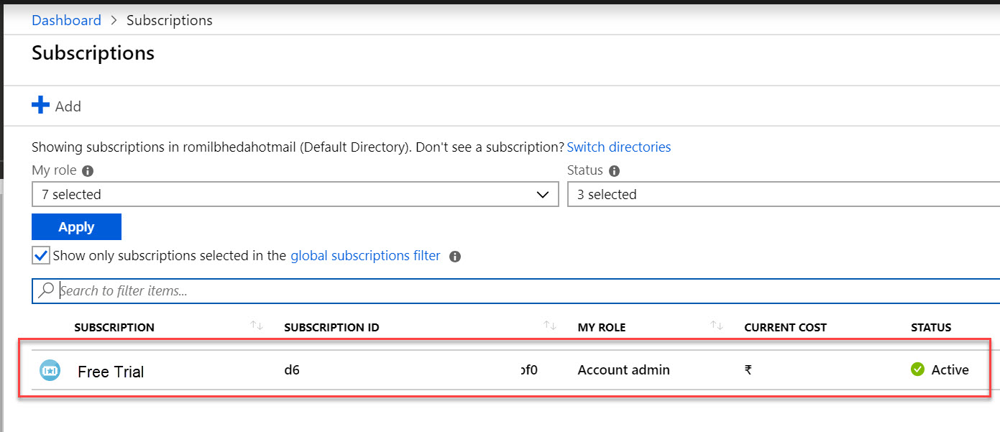 Dashboard > Subscriptions
Subscriptions
Add
Showing subscriptions in romilbhedahotmail (Default Directory). Don't see a subscription? Switch directories
My role Status
7 selected 3 selected
Apply
Show only subscriptions selected in the global subscriptions filter
Search to filter items...
SUBSCRIPTION SUBSCRIPTION ID MY ROLE CURRENT COST STATUS
Free Trial d6 bf0 Account admin ₹ Active